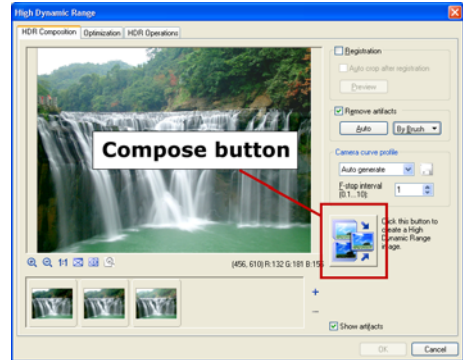 High Dynamic Range
HDR Composition
Optimization
HDR Operations
Registration
Auto crop after registration
Preview
Remove artifacts
Auto
By Brush
Compose button
Camera curve profile
Auto generate
...
F-stop interval
[0.1...10]:
1
Click this button to
create a High
Dynamic Range
image.
1:1
(456, 610) R:132 G:181 B:155
+
-
Show artifacts
OK
Cancel